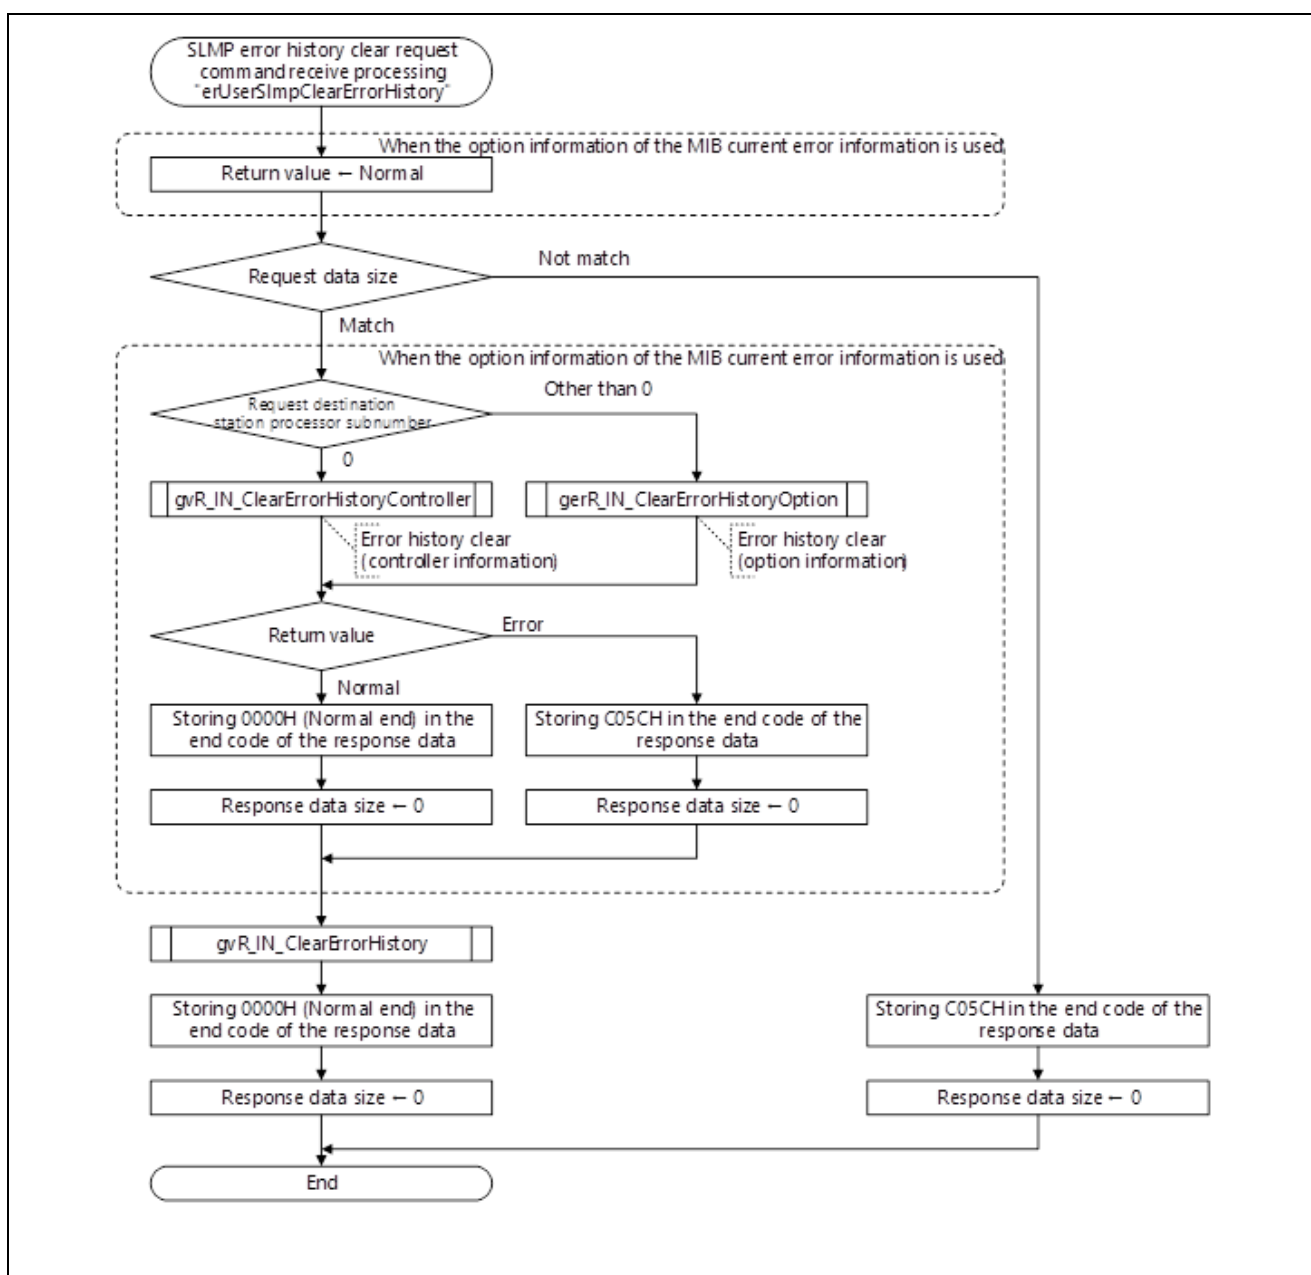 SLMP error history clear request
command receive processing
"erUserSlmpClearErrorHistory"
When the option information of the MIB current error information is used
Return value ← Normal
Request data size
Not match
Match
When the option information of the MIB current error information is used
Other than 0
Request destination
station processor subnumber
0
gvR_IN_ClearErrorHistoryController
gerR_IN_ClearErrorHistoryOption
Error history clear
(controller information)
Error history clear
(option information)
Return value
Error
Normal
Storing 0000H (Normal end) in the
end code of the response data
Storing C05CH in the end code of the
response data
Response data size ← 0
Response data size ← 0
gvR_IN_ClearErrorHistory
Storing 0000H (Normal end) in the
end code of the response data
Storing C05CH in the end code of the
response data
Response data size ← 0
Response data size ← 0
End